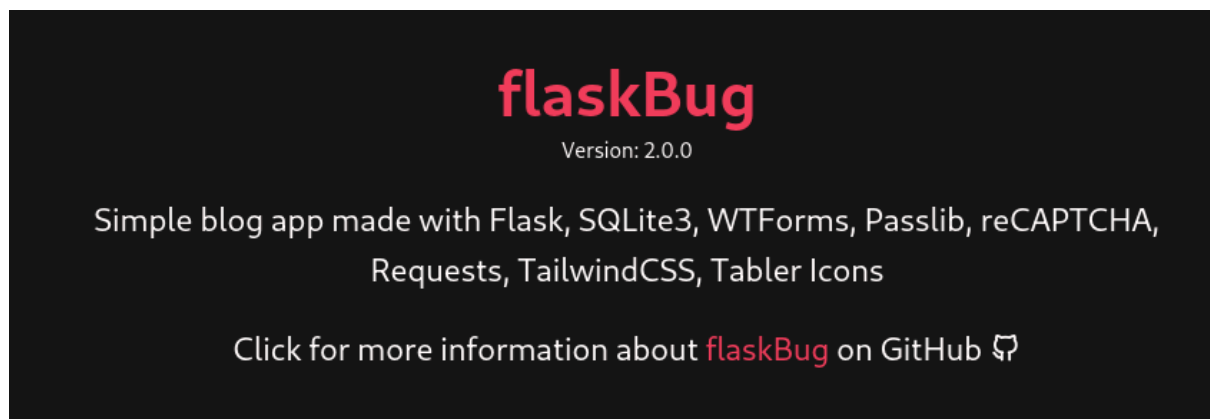 flaskBug
Version: 2.0.0
Simple blog app made with Flask, SQLite3, WTForms, Passlib, reCAPTCHA,
Requests, TailwindCSS, Tabler Icons
Click for more information about flaskBug on GitHub